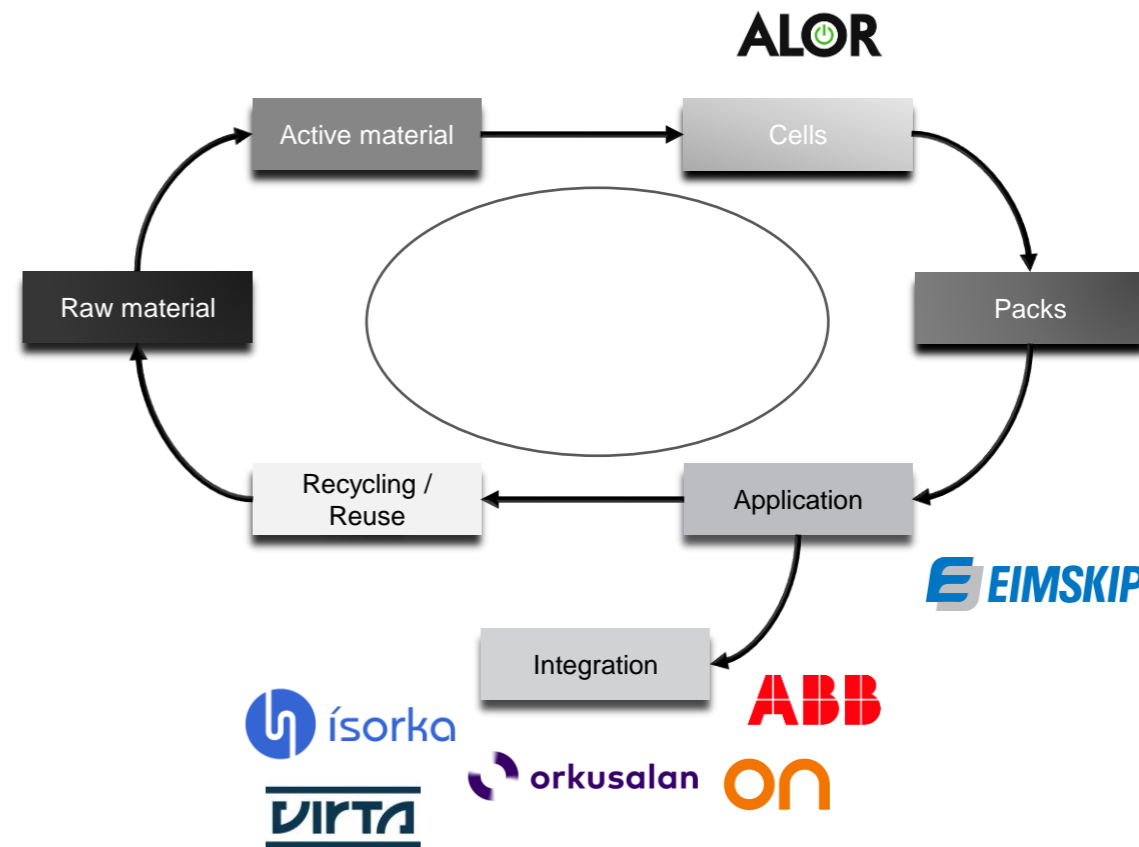 ALOR
Active material
Cells
Raw material
Packs
Recycling /
Reuse
Application
EIMSKIP
Integration
ABB
ísorka
orkusalan
on
VIRTA